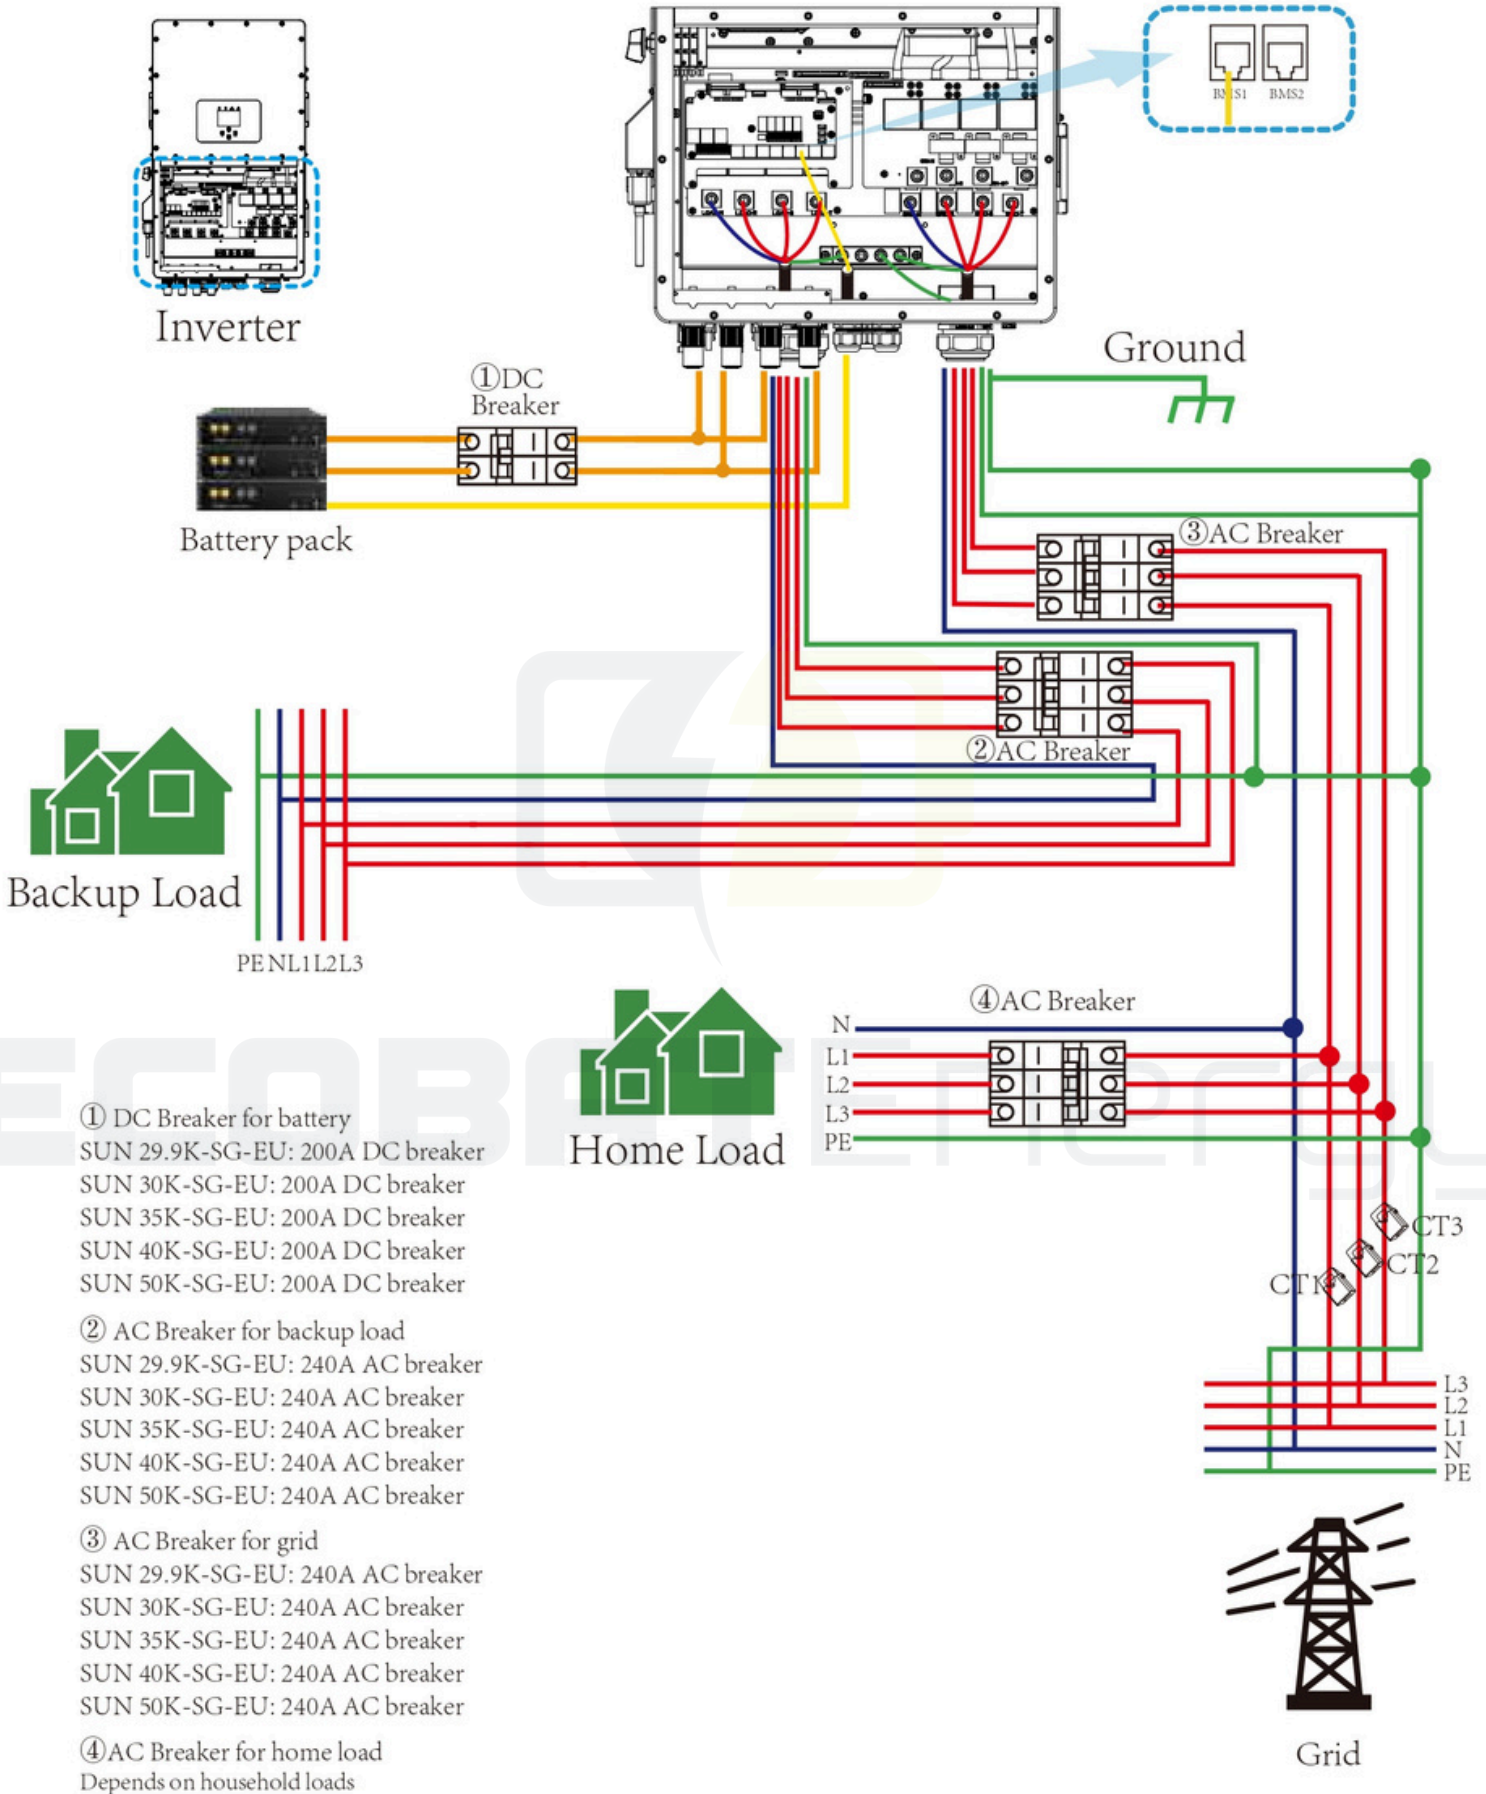 BMS1 BMS2
Inverter
Ground
①DC
Breaker
Battery pack
③AC Breaker
②AC Breaker
Backup Load
PE N L1 L2 L3
④AC Breaker
N
L1
L2
L3
PE
Home Load
ECOBATenergy
① DC Breaker for battery
SUN 29.9K-SG-EU: 200A DC breaker
SUN 30K-SG-EU: 200A DC breaker
SUN 35K-SG-EU: 200A DC breaker
SUN 40K-SG-EU: 200A DC breaker
SUN 50K-SG-EU: 200A DC breaker
② AC Breaker for backup load
SUN 29.9K-SG-EU: 240A AC breaker
SUN 30K-SG-EU: 240A AC breaker
SUN 35K-SG-EU: 240A AC breaker
SUN 40K-SG-EU: 240A AC breaker
SUN 50K-SG-EU: 240A AC breaker
③ AC Breaker for grid
SUN 29.9K-SG-EU: 240A AC breaker
SUN 30K-SG-EU: 240A AC breaker
SUN 35K-SG-EU: 240A AC breaker
SUN 40K-SG-EU: 240A AC breaker
SUN 50K-SG-EU: 240A AC breaker
④AC Breaker for home load
Depends on household loads
CT3
CT2
CT1
L3
L2
L1
N
PE
Grid